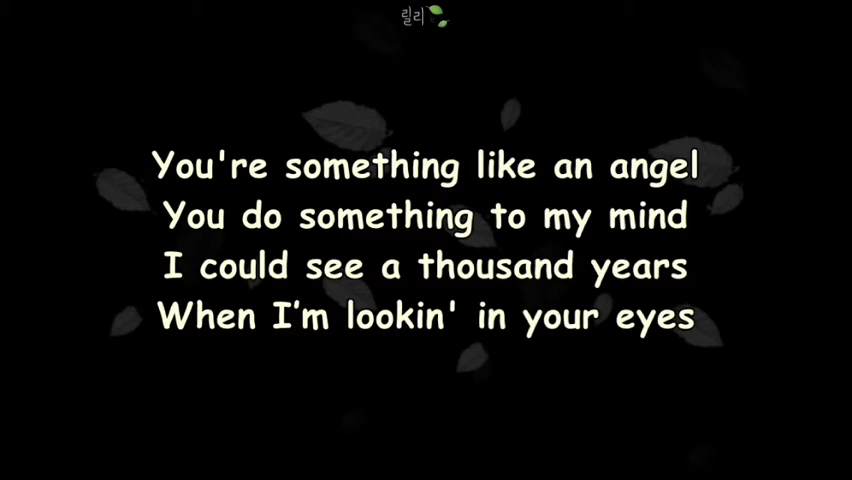 릴리
You're something like an angel
You do something to my mind
I could see a thousand years
When I’m lookin' in your eyes